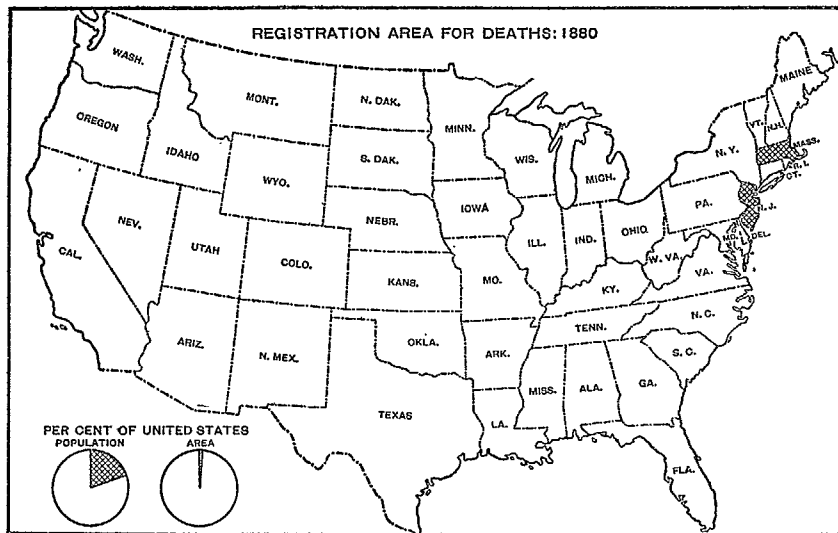 REGISTRATION AREA FOR DEATHS: 1880
WASH.
MONT.
N. DAK.
MINN.
MAINE
OREGON
IDAHO
S. DAK.
WIS.
MICH.
N. Y.
VT.
N.H.
MASS.
R. I.
CT.
WYO.
NEBR.
IOWA
PA.
N. J.
NEV.
UTAH
COLO.
ILL.
IND.
OHIO
MD.
DEL.
CAL.
KANS.
MO.
W. VA.
VA.
KY.
N. C.
TENN.
ARIZ.
N. MEX.
OKLA.
ARK.
S. C.
TEXAS
LA.
MISS.
ALA.
GA.
FLA.
PER CENT OF UNITED STATES
POPULATION
AREA